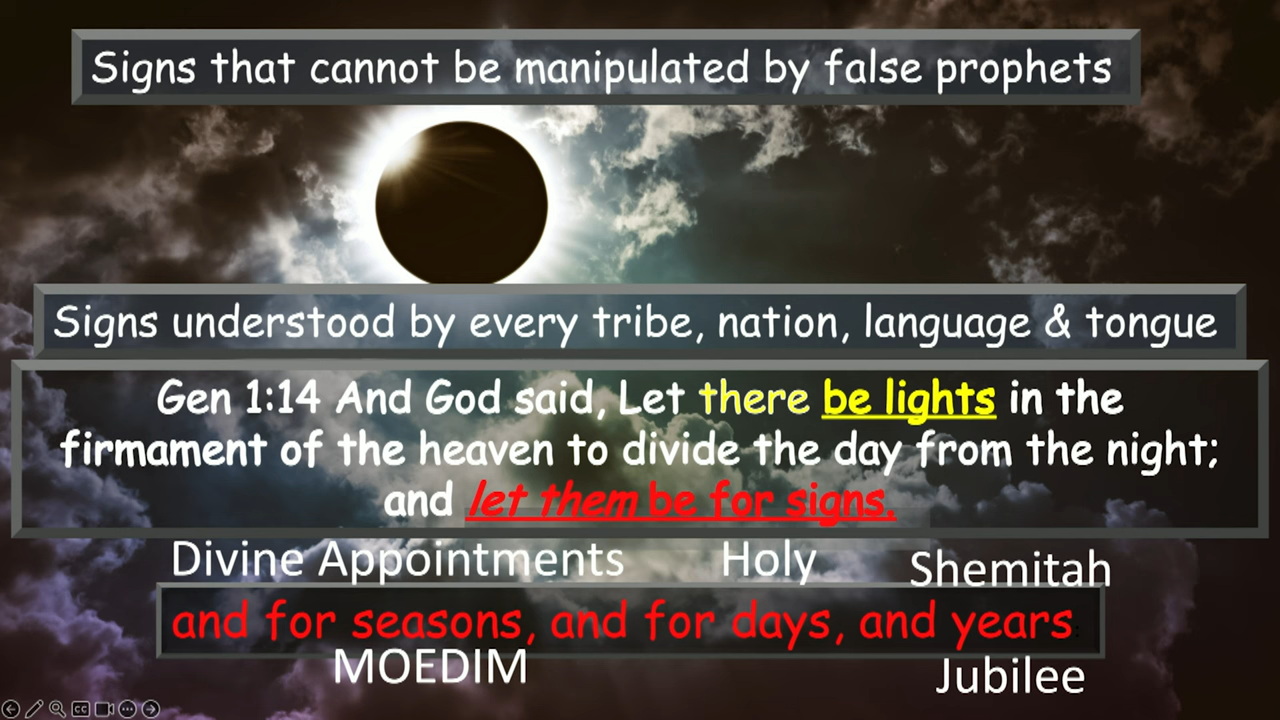 Signs that cannot be manipulated by false prophets
Signs understood by every tribe, nation, language & tongue
Gen 1:14 And God said, Let there be lights in the
firmament of the heaven to divide the day from the night;
and let them be for signs.
Divine Appointments Holy Shemitah
and for seasons, and for days, and years:
MOEDIM Jubilee
CC